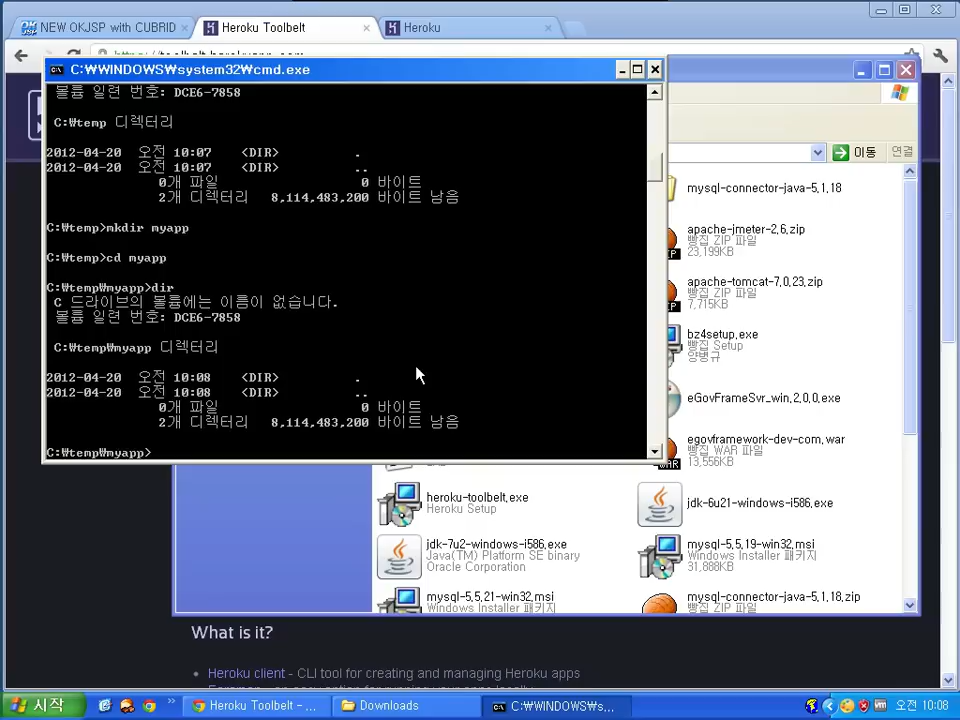 NEW OKJSP with CUBRID
Heroku Toolbelt
Heroku
C:₩WINDOWS₩system32₩cmd.exe
볼륨 일련 번호: DCE6-7858
C:₩temp 디렉터리
2012-04-20 오전 10:07 <DIR> .
2012-04-20 오전 10:07 <DIR> ..
0개 파일 0 바이트
2개 디렉터리 8,114,483,200 바이트 남음
C:₩temp>mkdir myapp
C:₩temp>cd myapp
C:₩temp₩myapp>dir
C 드라이브의 볼륨에는 이름이 없습니다.
볼륨 일련 번호: DCE6-7858
C:₩temp₩myapp 디렉터리
2012-04-20 오전 10:08 <DIR> .
2012-04-20 오전 10:08 <DIR> ..
0개 파일 0 바이트
2개 디렉터리 8,114,483,200 바이트 남음
C:₩temp₩myapp>
이동 연결
mysql-connector-java-5,1,18
apache-jmeter-2,6,zip
빵집 ZIP 파일
23,199KB
apache-tomcat-7,0,23,zip
빵집 ZIP 파일
7,715KB
bz4setup,exe
빵집 Setup
양병규
eGovFrameSvr_win,2,0,0,exe
egovframework-dev-com,war
빵집 WAR 파일
13,556KB
heroku-toolbelt,exe
Heroku Setup
jdk-6u21-windows-i586,exe
jdk-7u2-windows-i586,exe
Java(TM) Platform SE binary
Oracle Corporation
mysql-5,5,19-win32,msi
Windows Installer 패키지
31,888KB
mysql-5,5,21-win32,msi
Windows Installer 패키지
mysql-connector-java-5,1,18,zip
빵집 ZIP 파일
What is it?
Heroku client - CLI tool for creating and managing Heroku apps
시작
Heroku Toolbelt - ...
Downloads
C:₩WINDOWS₩s...
오전 10:08